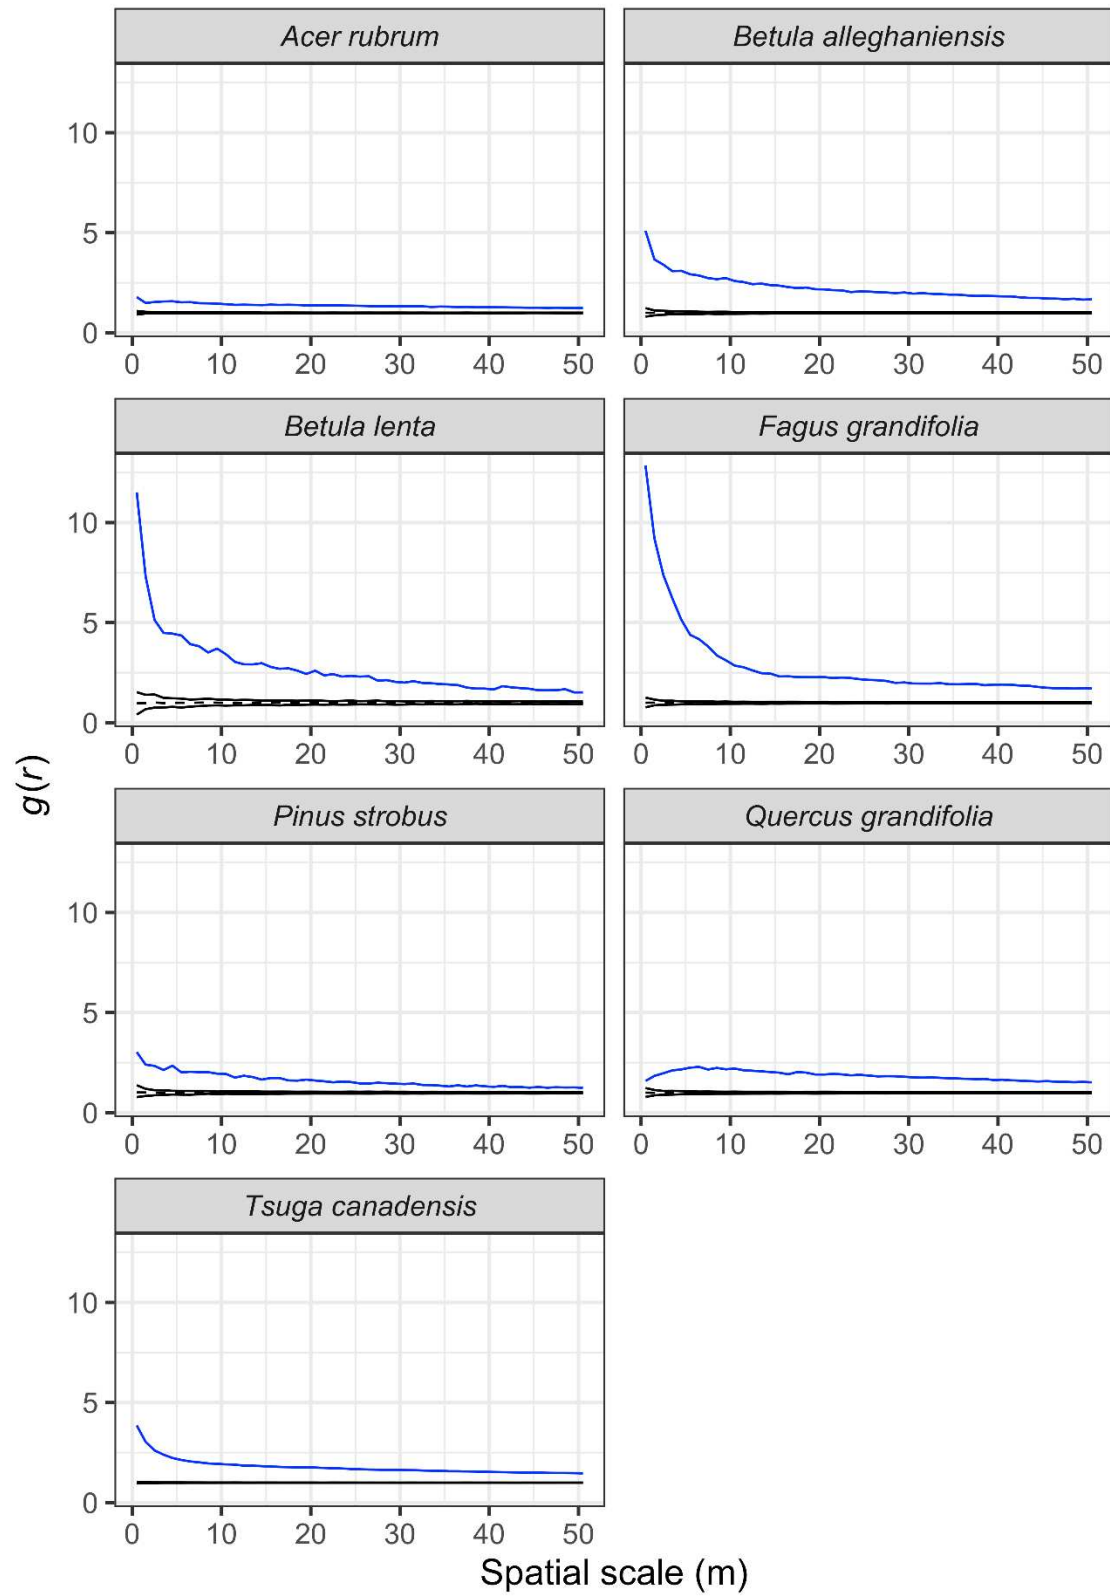 Acer rubrum
Betula alleghaniensis
10
5
0
0 10 20 30 40 50
0 10 20 30 40 50
Betula lenta
Fagus grandifolia
10
5
0
0 10 20 30 40 50
0 10 20 30 40 50
g(r)
Pinus strobus
Quercus grandifolia
10
5
0
0 10 20 30 40 50
0 10 20 30 40 50
Tsuga canadensis
10
5
0
0 10 20 30 40 50
Spatial scale (m)